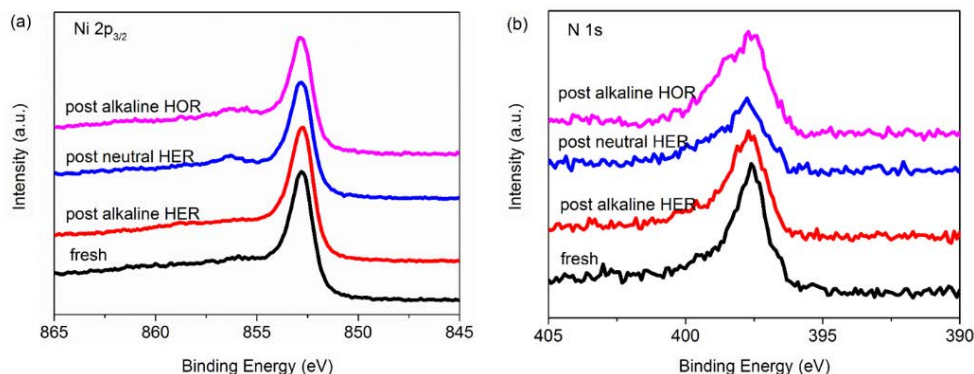 (a)
Ni 2p3/2
post alkaline HOR
post neutral HER
post alkaline HER
fresh
Intensity (a.u.)
865 860 855 850 845
Binding Energy (eV)
(b)
N 1s
post alkaline HOR
post neutral HER
post alkaline HER
fresh
Intensity (a.u.)
405 400 395 390
Binding Energy (eV)